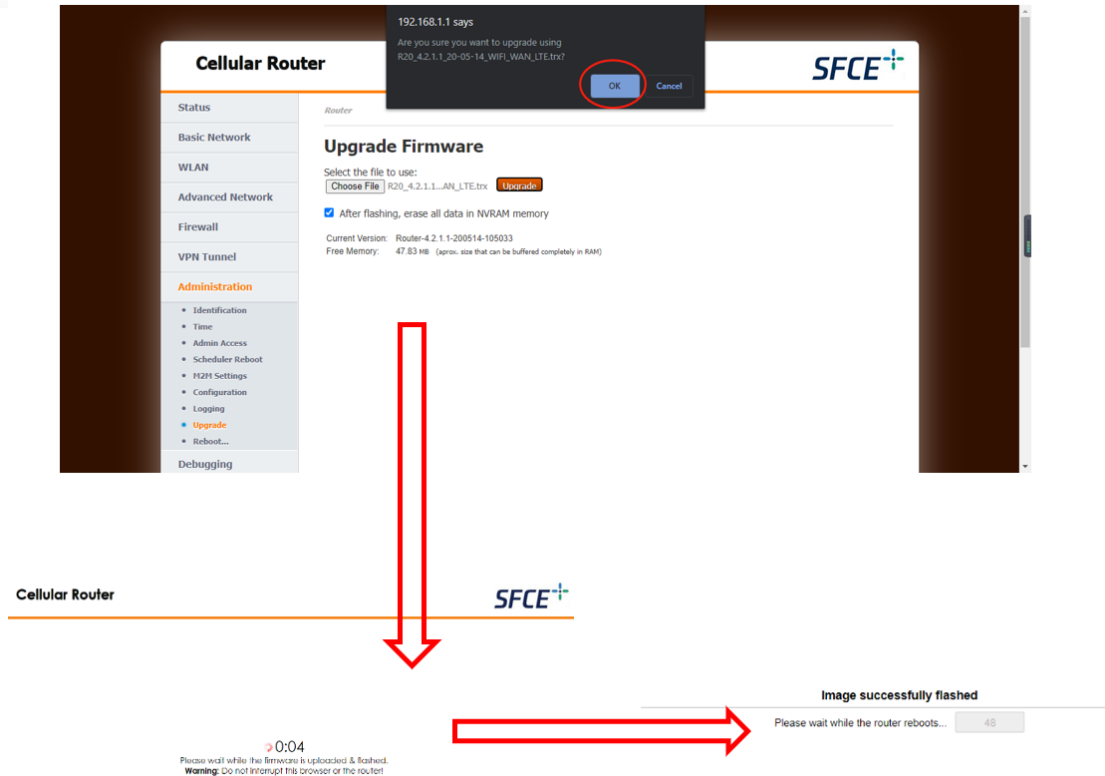 192.168.1.1 says
Are you sure you want to upgrade using
R20_4.2.1.1_20-05-14_WIFI_WAN_LTE.trx?
OK Cancel
Cellular Router
SFCE
Status
Basic Network
WLAN
Advanced Network
Firewall
VPN Tunnel
Administration
Identification
Time
Admin Access
Scheduler Reboot
M2M Settings
Configuration
Logging
Upgrade
Reboot...
Debugging
Router
Upgrade Firmware
Select the file to use:
Choose File R20_4.2.1.1...AN_LTE.trx Upgrade
After flashing, erase all data in NVRAM memory
Current Version: Router-4.2.1.1-200514-105033
Free Memory: 47.83 MB (aprox. size that can be buffered completely in RAM)
Cellular Router
SFCE
0:04
Please wait while the firmware is uploaded & flashed.
Warning: Do not interrupt this browser or the router!
Image successfully flashed
Please wait while the router reboots... 48